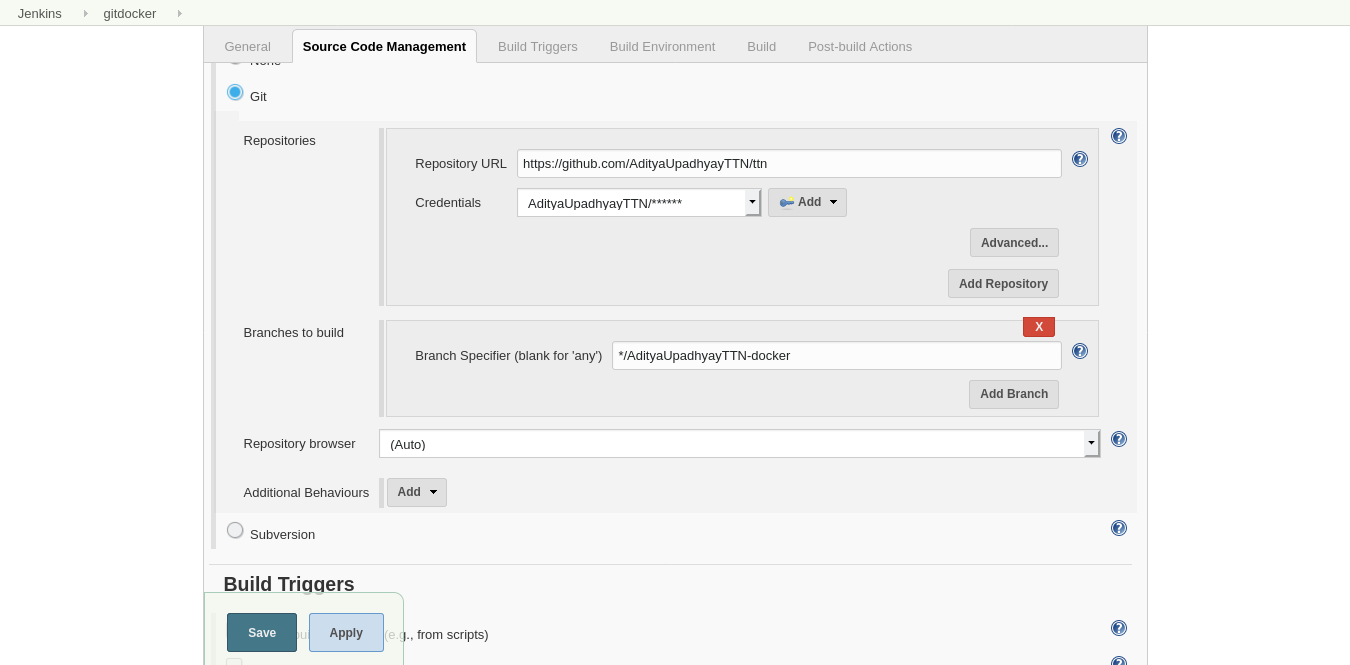 Jenkins gitdocker
General Source Code Management Build Triggers Build Environment Build Post-build Actions
None
Git
Repositories
Repository URL https://github.com/AdityaUpadhyayTTN/ttn
Credentials AdityaUpadhyayTTN/****** Add
Advanced...
Add Repository
Branches to build
X
Branch Specifier (blank for 'any') */AdityaUpadhyayTTN-docker
Add Branch
Repository browser (Auto)
Additional Behaviours Add
Subversion
Build Triggers
Save Apply (e.g., from scripts)